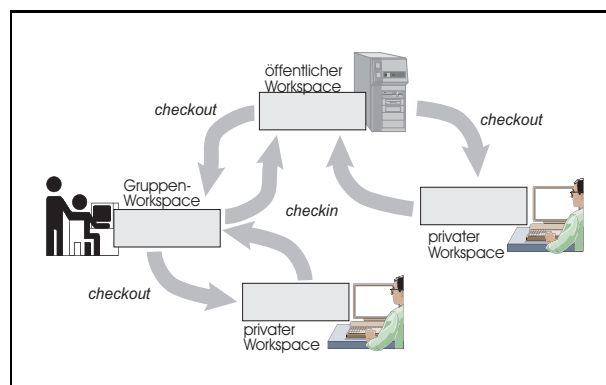 öffentlicher
Workspace
checkout
checkout
Gruppen-
Workspace
checkin
privater
Workspace
checkout
privater
Workspace